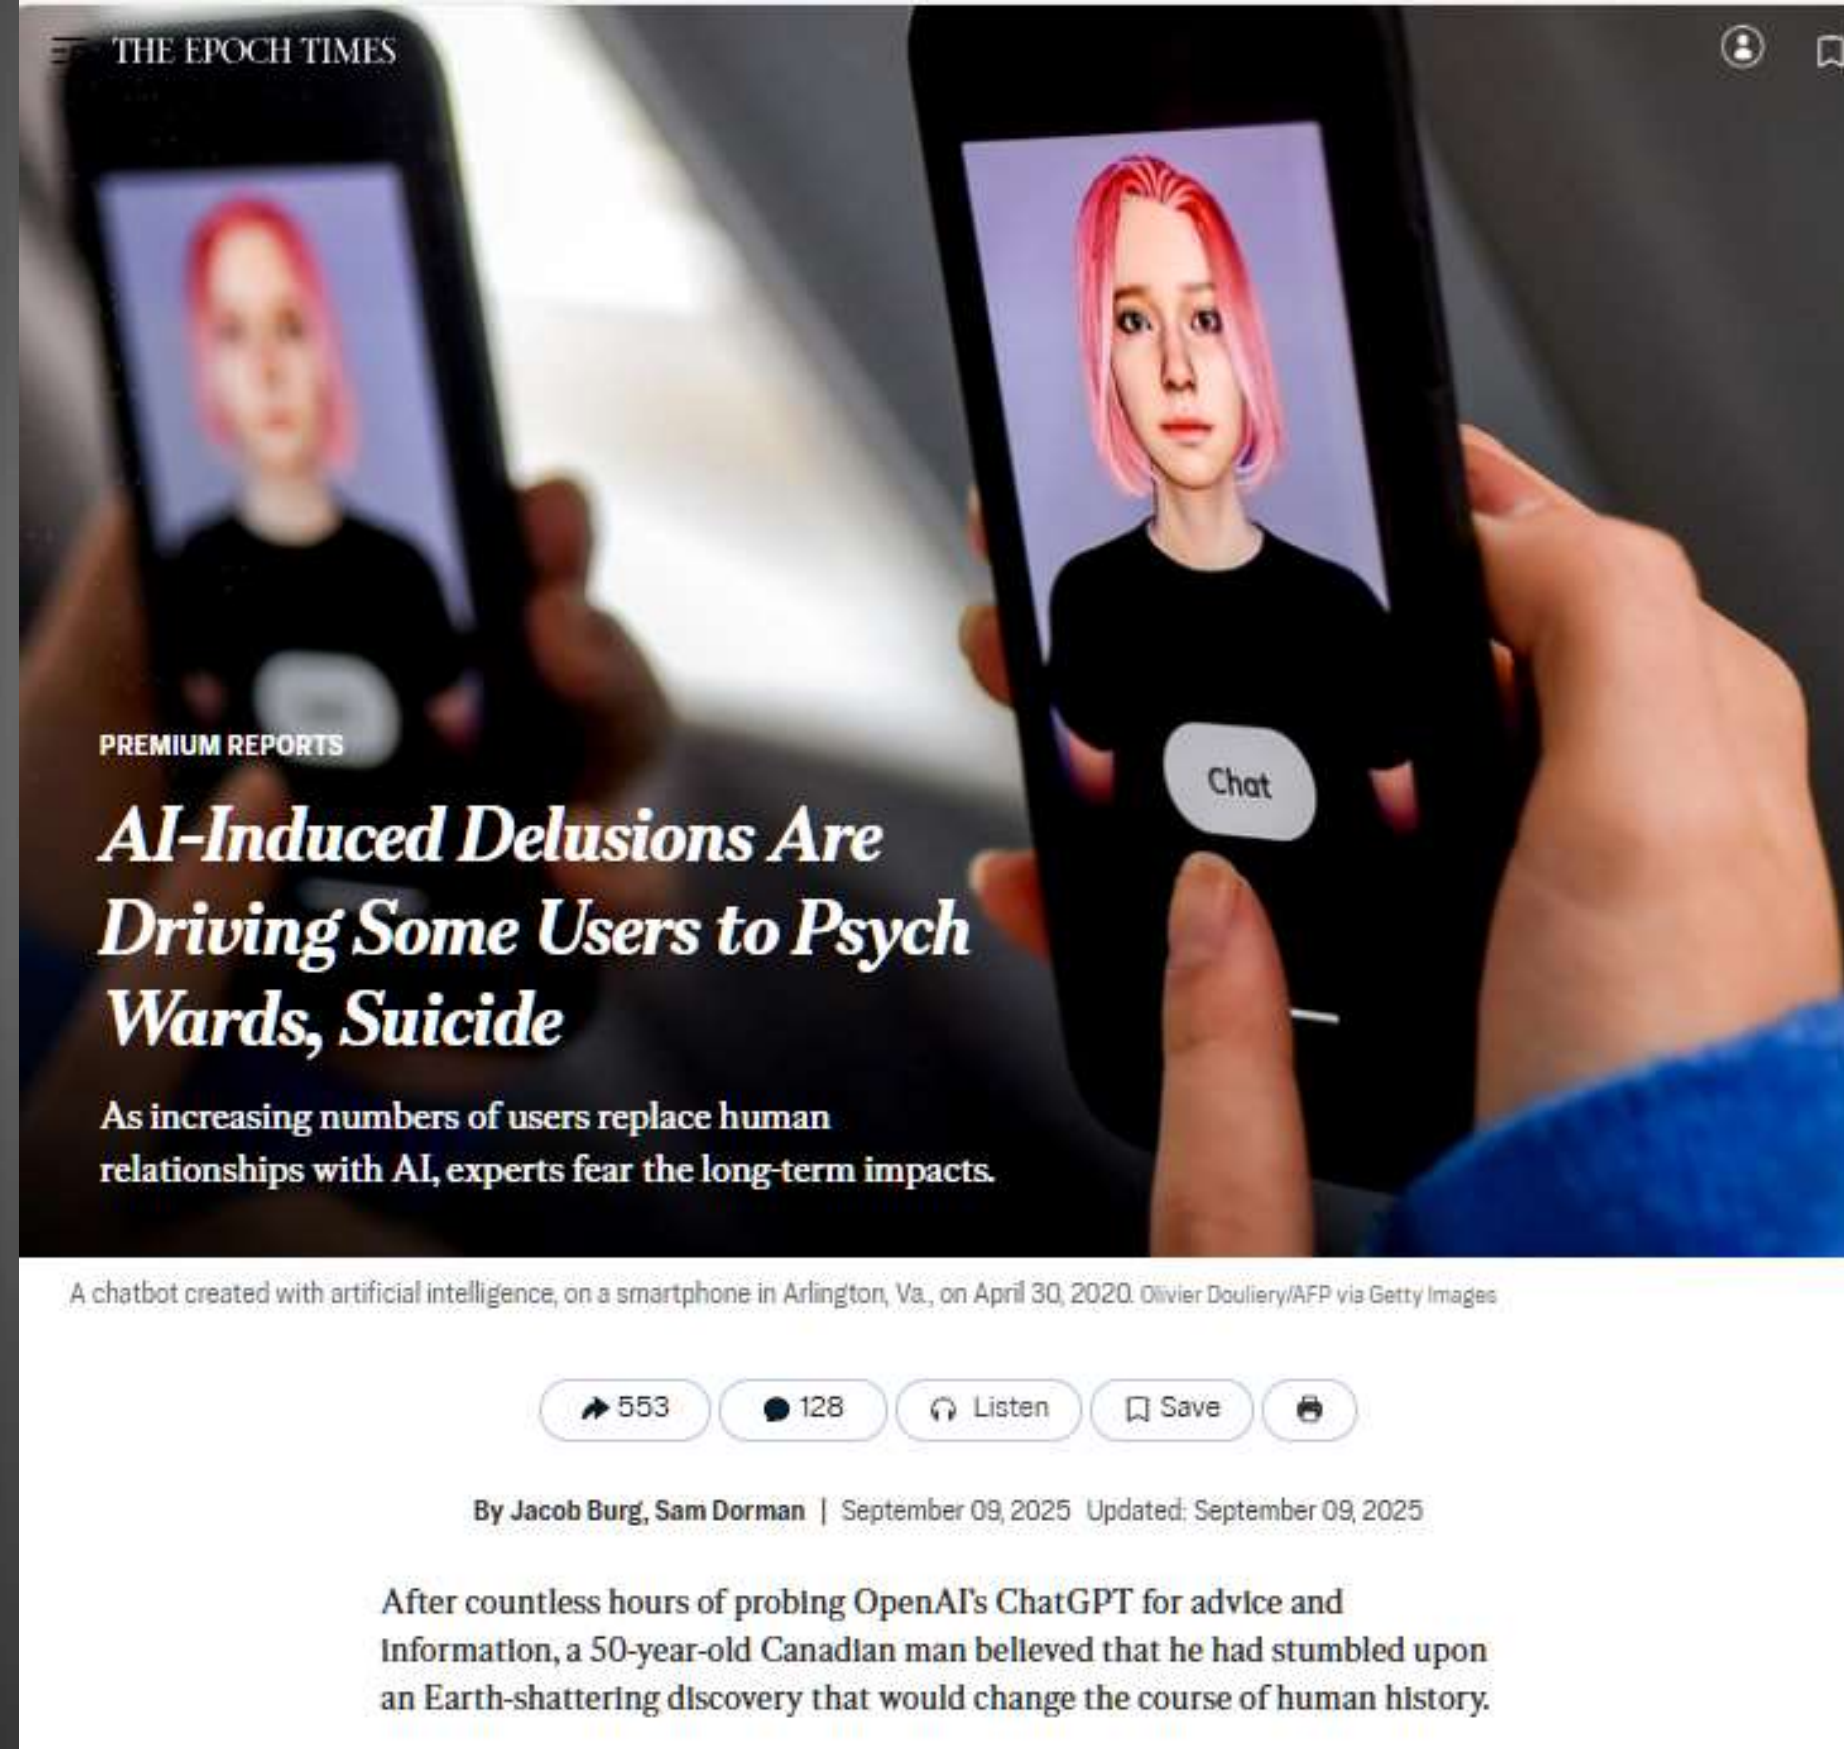 THE EPOCH TIMES
Chat
PREMIUM REPORTS
AI-Induced Delusions Are
Driving Some Users to Psych
Wards, Suicide
As increasing numbers of users replace human
relationships with AI, experts fear the long-term impacts.
A chatbot created with artificial intelligence, on a smartphone in Arlington, Va., on April 30, 2020. Olivier Douliery/AFP via Getty Images
553 128 Listen Save
By Jacob Burg, Sam Dorman | September 09, 2025 Updated: September 09, 2025
After countless hours of probing OpenAI's ChatGPT for advice and
information, a 50-year-old Canadian man believed that he had stumbled upon
an Earth-shattering discovery that would change the course of human history.